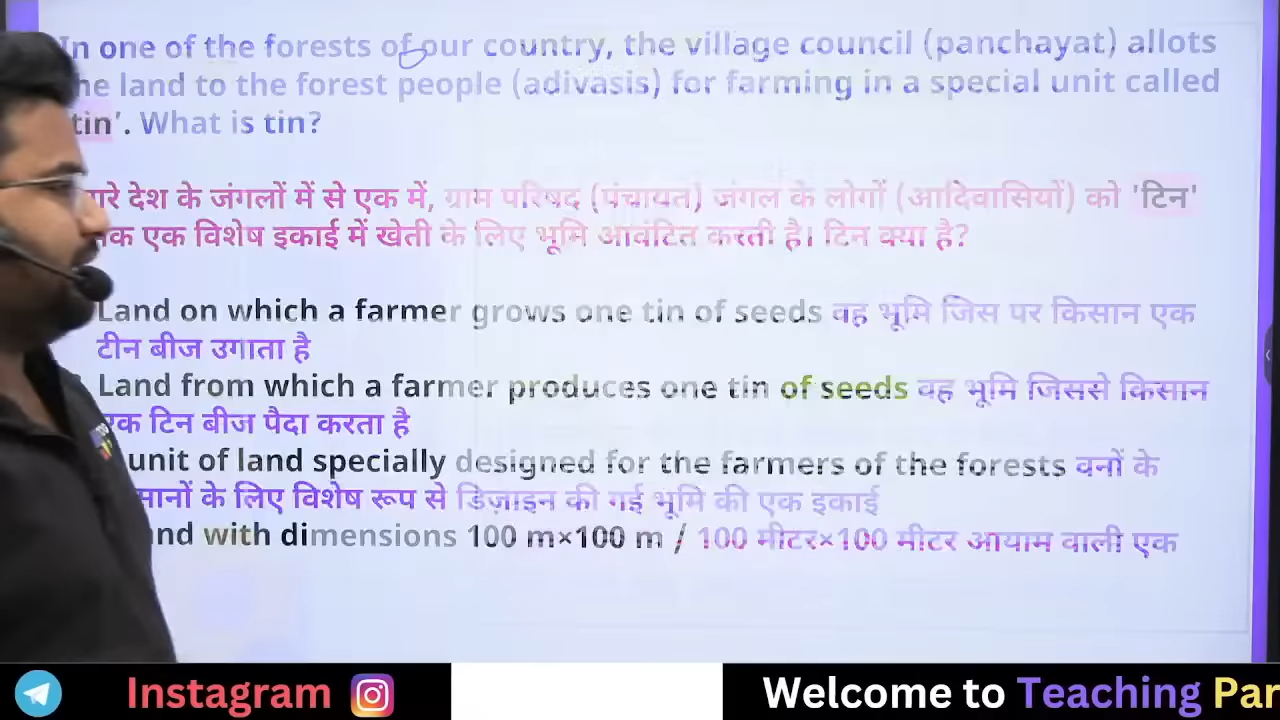 In one of the forests of our country, the village council (panchayat) allots
he land to the forest people (adivasis) for farming in a special unit called
tin'. What is tin?
ारे देश के जंगलों में से एक में, ग्राम परिषद (पंचायत) जंगल के लोगों (आदिवासियों) को 'टिन'
मक एक विशेष इकाई में खेती के लिए भूमि आवंटित करती है। टिन क्या है?
Land on which a farmer grows one tin of seeds वह भूमि जिस पर किसान एक
टीन बीज उगाता है
Land from which a farmer produces one tin of seeds वह भूमि जिससे किसान
एक टिन बीज पैदा करता है
unit of land specially designed for the farmers of the forests वनों के
सानों के लिए विशेष रूप से डिज़ाइन की गई भूमि की एक इकाई
and with dimensions 100 m×100 m / 100 मीटर×100 मीटर आयाम वाली एक
Instagram
Welcome to Teaching Par